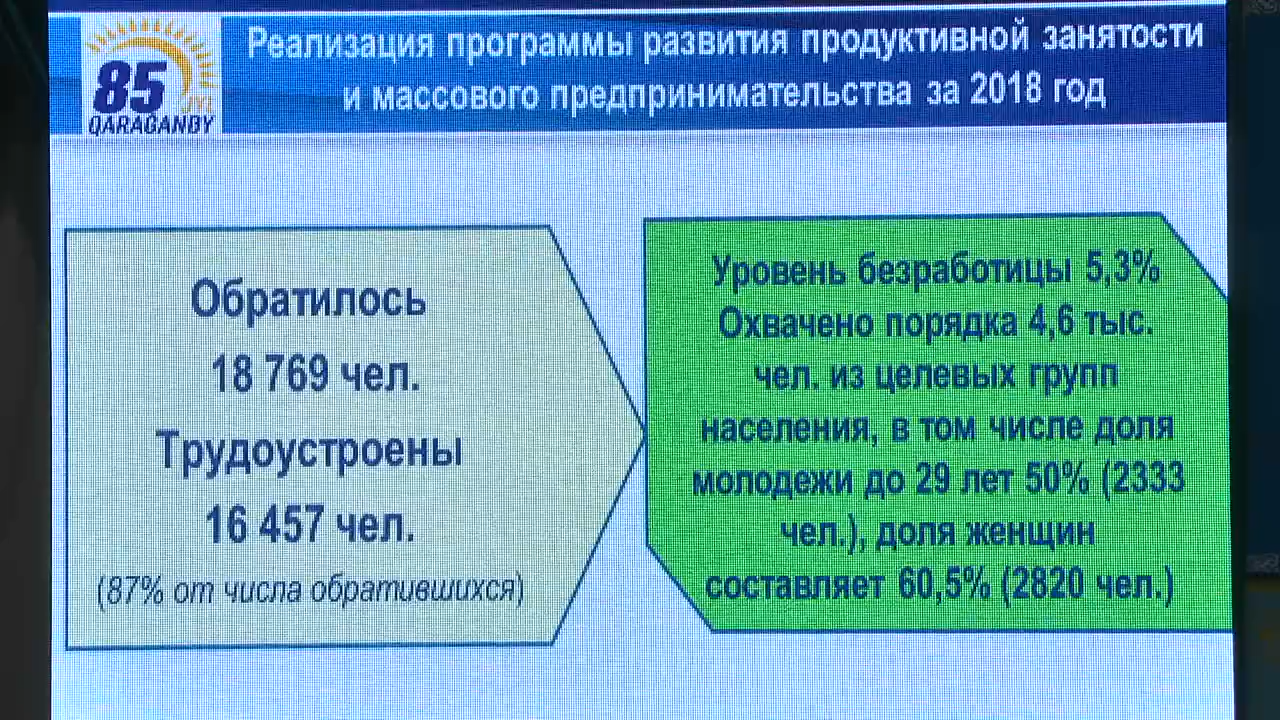 Реализация программы развития продуктивной занятости
и массового предпринимательства за 2018 год
85
JYL
QARAGANDY
Обратилось
18 769 чел.
Трудоустроены
16 457 чел.
(87% от числа обратившихся)
Уровень безработицы 5,3%
Охвачено порядка 4,6 тыс.
чел. из целевых групп
населения, в том числе доля
молодежи до 29 лет 50% (2333
чел.), доля женщин
составляет 60,5% (2820 чел.)